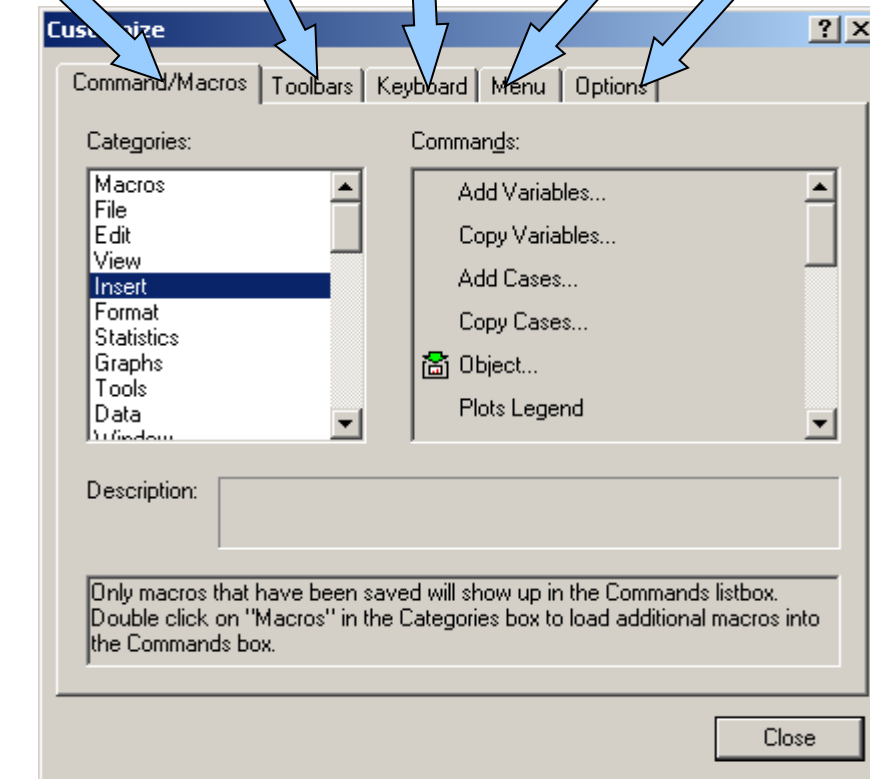 Customize
Command/Macros Toolbars Keyboard Menu Options
Categories: Commands:
Macros
File
Edit
View
Insert
Format
Statistics
Graphs
Tools
Data
Window
Add Variables...
Copy Variables...
Add Cases...
Copy Cases...
Object...
Plots Legend
Description:
Only macros that have been saved will show up in the Commands listbox.
Double click on "Macros" in the Categories box to load additional macros into
the Commands box.
Close